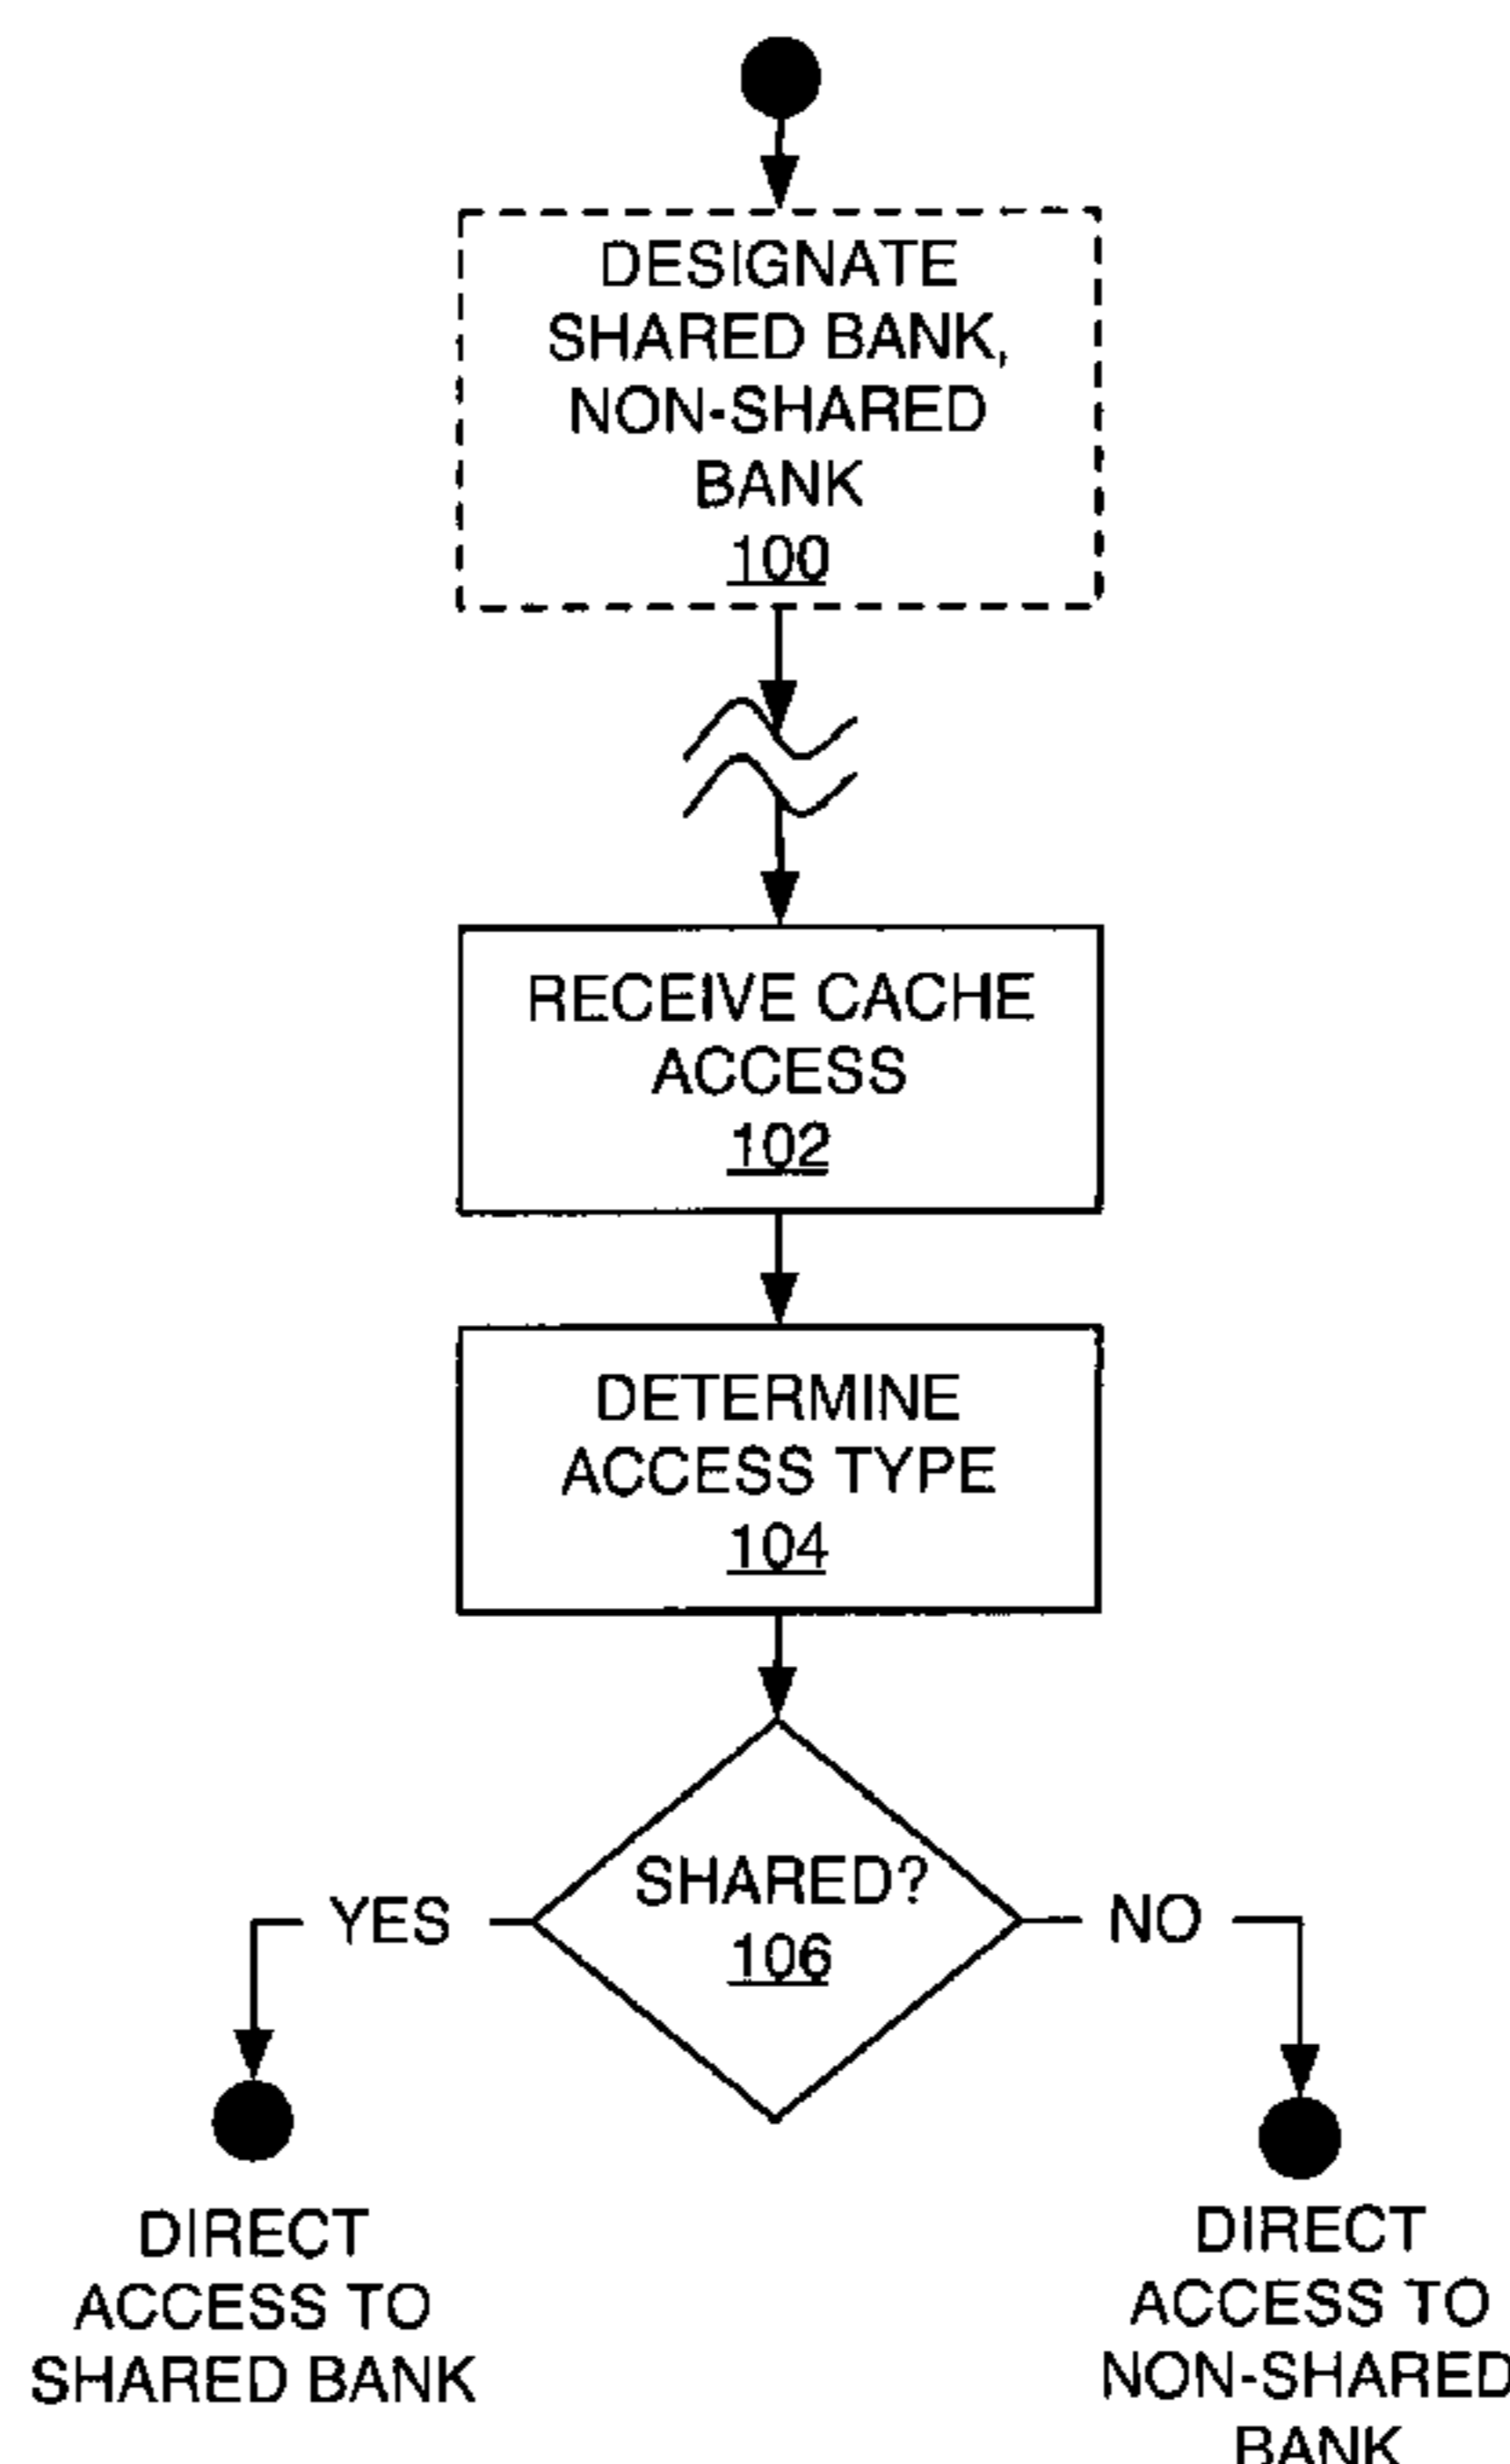 DESIGNATE
SHARED BANK,
NON-SHARED
BANK
100
RECEIVE CACHE
ACCESS
102
DETERMINE
ACCESS TYPE
104
SHARED?
106
YES
NO
DIRECT
ACCESS TO
SHARED BANK
DIRECT
ACCESS TO
NON-SHARED
BANK